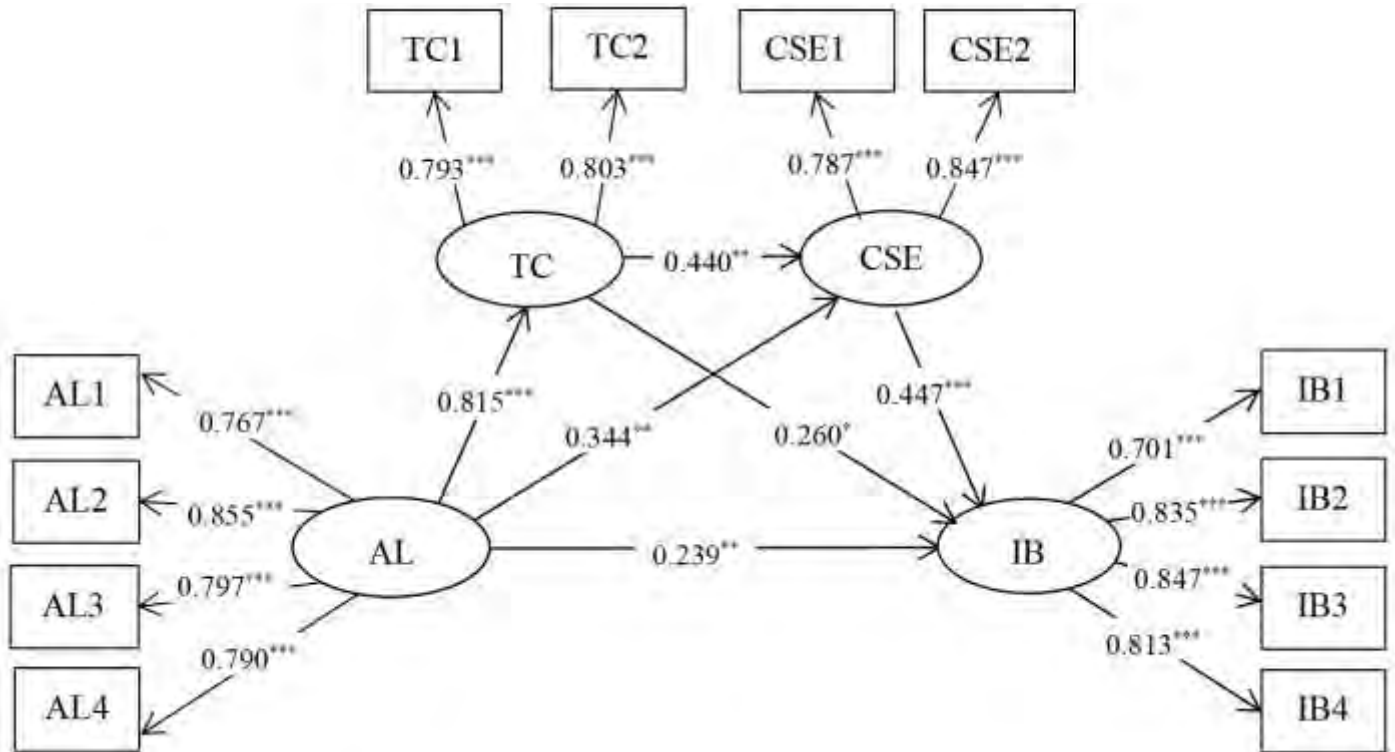 TC1
TC2
CSE1
CSE2
0.793***
0.803***
0.787***
0.847***
TC
0.440**
CSE
AL1
0.767***
0.815***
0.344**
0.260*
0.447***
0.701***
IB1
AL2
0.855***
AL
0.239**
IB
0.835***
IB2
AL3
0.797***
0.847***
IB3
AL4
0.790***
0.813***
IB4